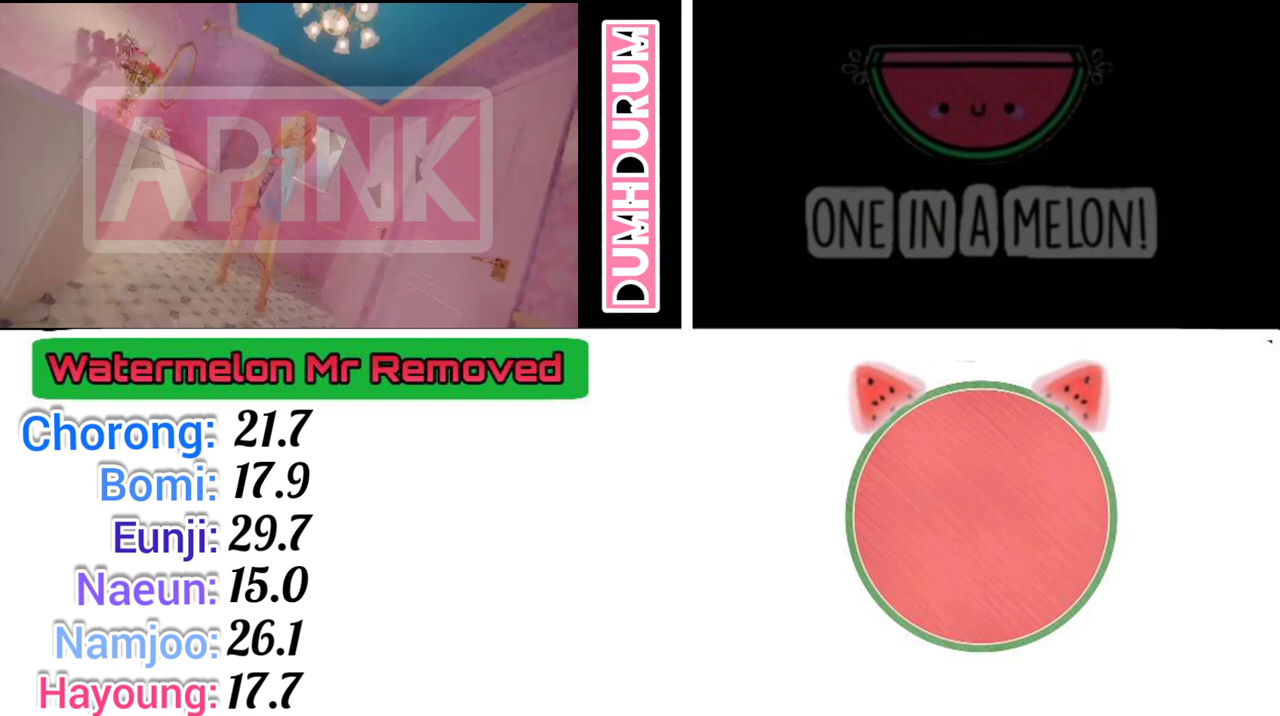 APINK
DUMHDURUM
ONE IN A MELON!
Watermelon Mr Removed
Chorong: 21.7
Bomi: 17.9
Eunji: 29.7
Naeun: 15.0
Namjoo: 26.1
Hayoung: 17.7